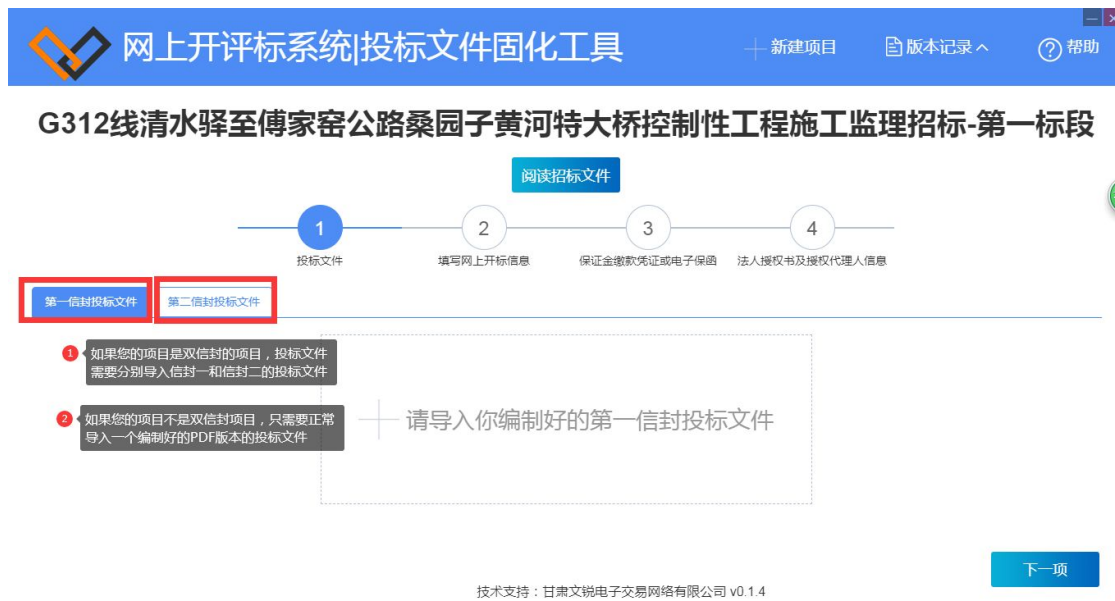 网上开评标系统|投标文件固化工具
新建项目
版本记录
帮助
G312线清水驿至傅家窑公路桑园子黄河特大桥控制性工程施工监理招标-第一标段
阅读招标文件
1
2
3
4
投标文件
填写网上开标信息
保证金缴款凭证或电子保函
法人授权书及授权代理人信息
第一信封投标文件
第二信封投标文件
1
如果您的项目是双信封的项目，投标文件
需要分别导入信封一和信封二的投标文件
2
如果您的项目不是双信封项目，只需要正常
导入一个编制好的PDF版本的投标文件
请导入你编制好的第一信封投标文件
下一项
技术支持：甘肃文锐电子交易网络有限公司 v0.1.4